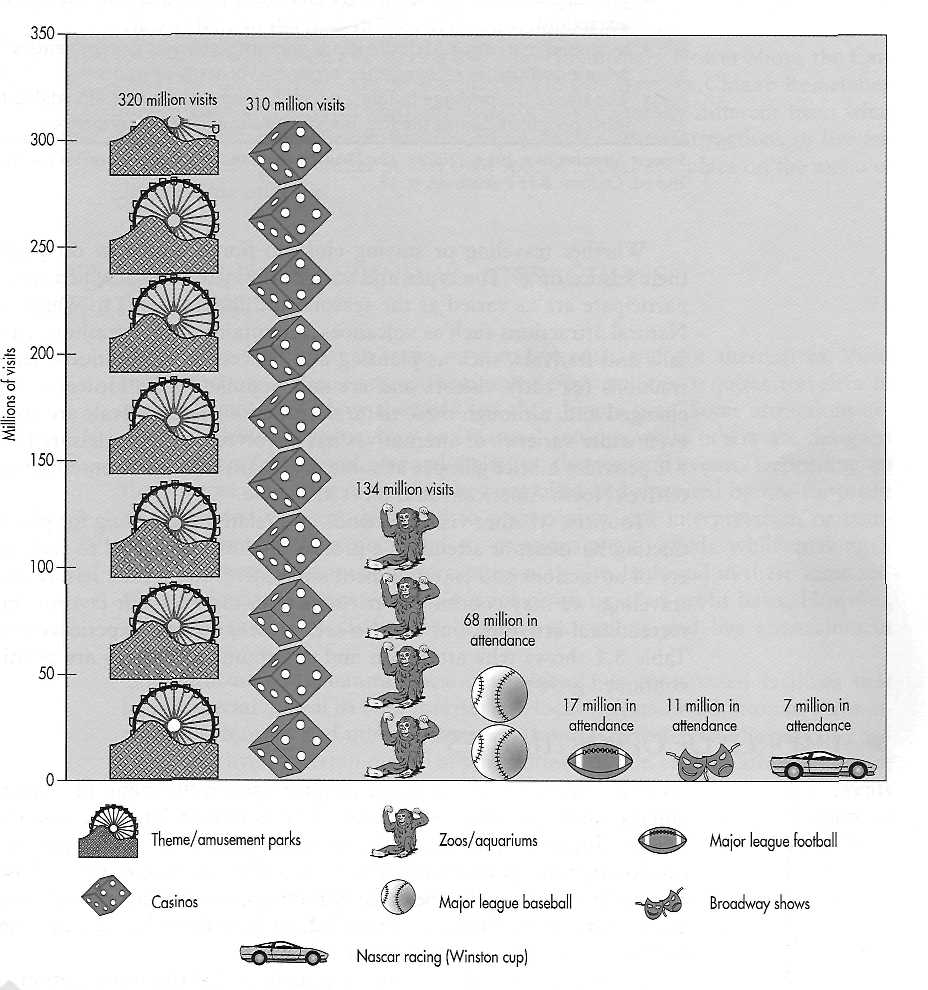 350
320 million visits
310 million visits
300
250
200
Millions of visits
150
134 million visits
100
68 million in
attendance
50
17 million in
attendance
11 million in
attendance
7 million in
attendance
0
Theme/amusement parks
Zoos/aquariums
Major league football
Casinos
Major league baseball
Broadway shows
Nascar racing (Winston cup)